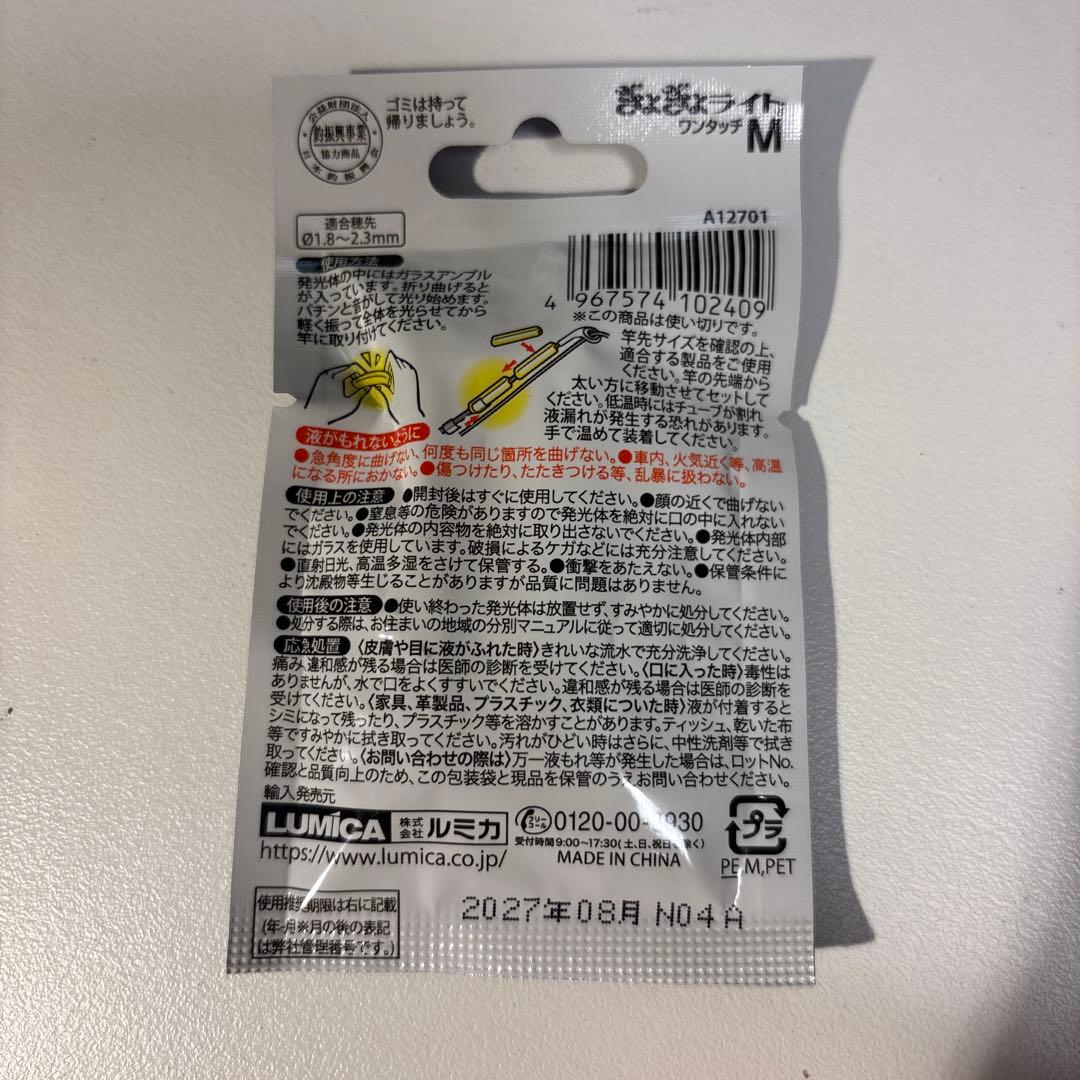 公益財団法人
釣振興事業
協力商品
日本釣振興会
ゴミは持って
帰りましょう。
ぎょぎょライト
ワンタッチ M
A12701
適合穂先
Ø1.8〜2.3mm
4 967574 102409
※この商品は使い切りです。
使用方法
発光体の中にはガラスアンプル
が入っています。折り曲げると
パチンと音がして光り始めます。
軽く振って全体を光らせてから
竿に取り付けてください。
竿先サイズを確認の上、
適合する製品をご使用
ください。竿の先端から
太い方に移動させてセットして
ください。低温時にはチューブが割れ
液漏れが発生する恐れがあります。
手で温めて装着してください。
液がもれないように
●急角度に曲げない、何度も同じ箇所を曲げない。●車内、火気近く等、高温
になる所におかない。●傷つけたり、たたきつける等、乱暴に扱わない。
使用上の注意 ●開封後はすぐに使用してください。●顔の近くで曲げない
でください。●窒息等の危険がありますので発光体を絶対に口の中に入れない
でください。●発光体の内容物を絶対に取り出さないでください。●発光体内部
にはガラスを使用しています。破損によるケガなどには充分注意してください。
●直射日光、高温多湿をさけて保管する。●衝撃をあたえない。●保管条件に
より沈殿物等生じることがありますが品質に問題はありません。
使用後の注意 ●使い終わった発光体は放置せず、すみやかに処分してください。
●処分する際は、お住まいの地域の分別マニュアルに従って適切に処分してください。
応急処置 〈皮膚や目に液がふれた時〉きれいな流水で充分洗浄してください。
痛み、違和感が残る場合は医師の診断を受けてください。〈口に入った時〉毒性は
ありませんが、水で口をよくすすいでください。違和感が残る場合は医師の診断を
受けてください。〈家具、革製品、プラスチック、衣類についた時〉液が付着すると
シミになって残ったり、プラスチック等を溶かすことがあります。ティッシュ、乾いた布
等ですみやかに拭き取ってください。汚れがひどい時はさらに、中性洗剤等で拭き
取ってください。〈お問い合わせの際は〉万一液もれ等が発生した場合は、ロットNo.
確認と品質向上のため、この包装袋と現品を保管のうえお問い合わせください。
輸入発売元
LUMICA 株式会社 ルミカ
フリーコール 0120-00-3930
受付時間9:00〜17:30(土、日、祝日を除く)
https://www.lumica.co.jp/
MADE IN CHINA
プラ
PE,M,PET
使用推奨期限は右に記載
(年・月※月の後の表記
は弊社管理番号です。)
2027年08月 N04A